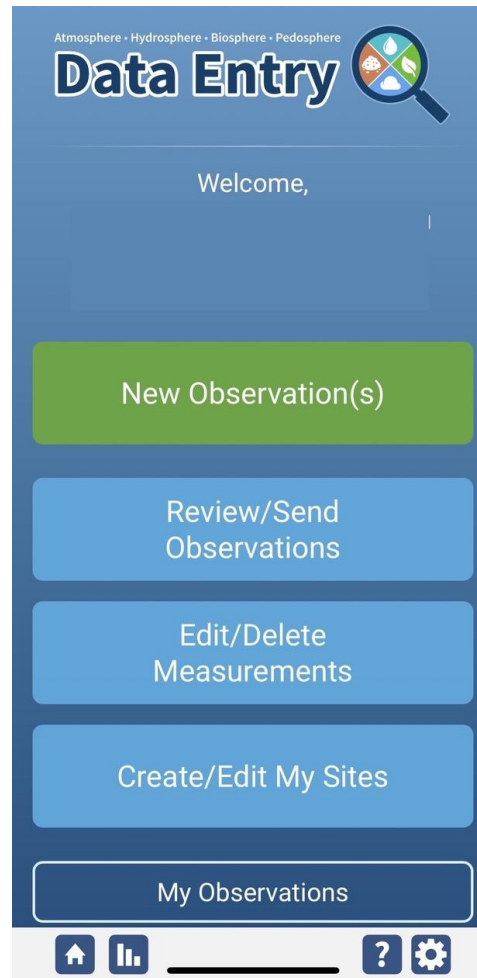 Atmosphere • Hydrosphere • Biosphere • Pedosphere
Data Entry
Welcome,
New Observation(s)
Review/Send
Observations
Edit/Delete
Measurements
Create/Edit My Sites
My Observations
?